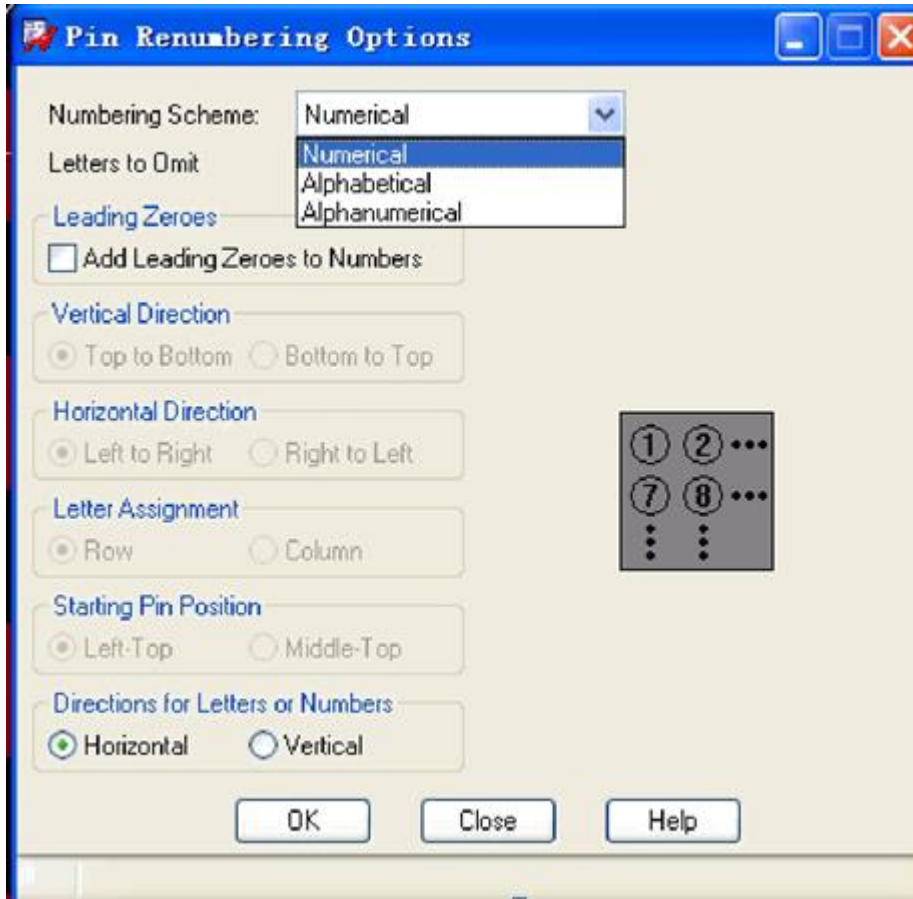 Pin Renumbering Options
Numbering Scheme: Numerical
Numerical
Letters to Omit
Alphabetical
Alphanumerical
Leading Zeroes
Add Leading Zeroes to Numbers
Vertical Direction
Top to Bottom Bottom to Top
Horizontal Direction
Left to Right Right to Left
1 2
Letter Assignment
7 8
Row Column
Starting Pin Position
Left-Top Middle-Top
Directions for Letters or Numbers
Horizontal Vertical
OK Close Help